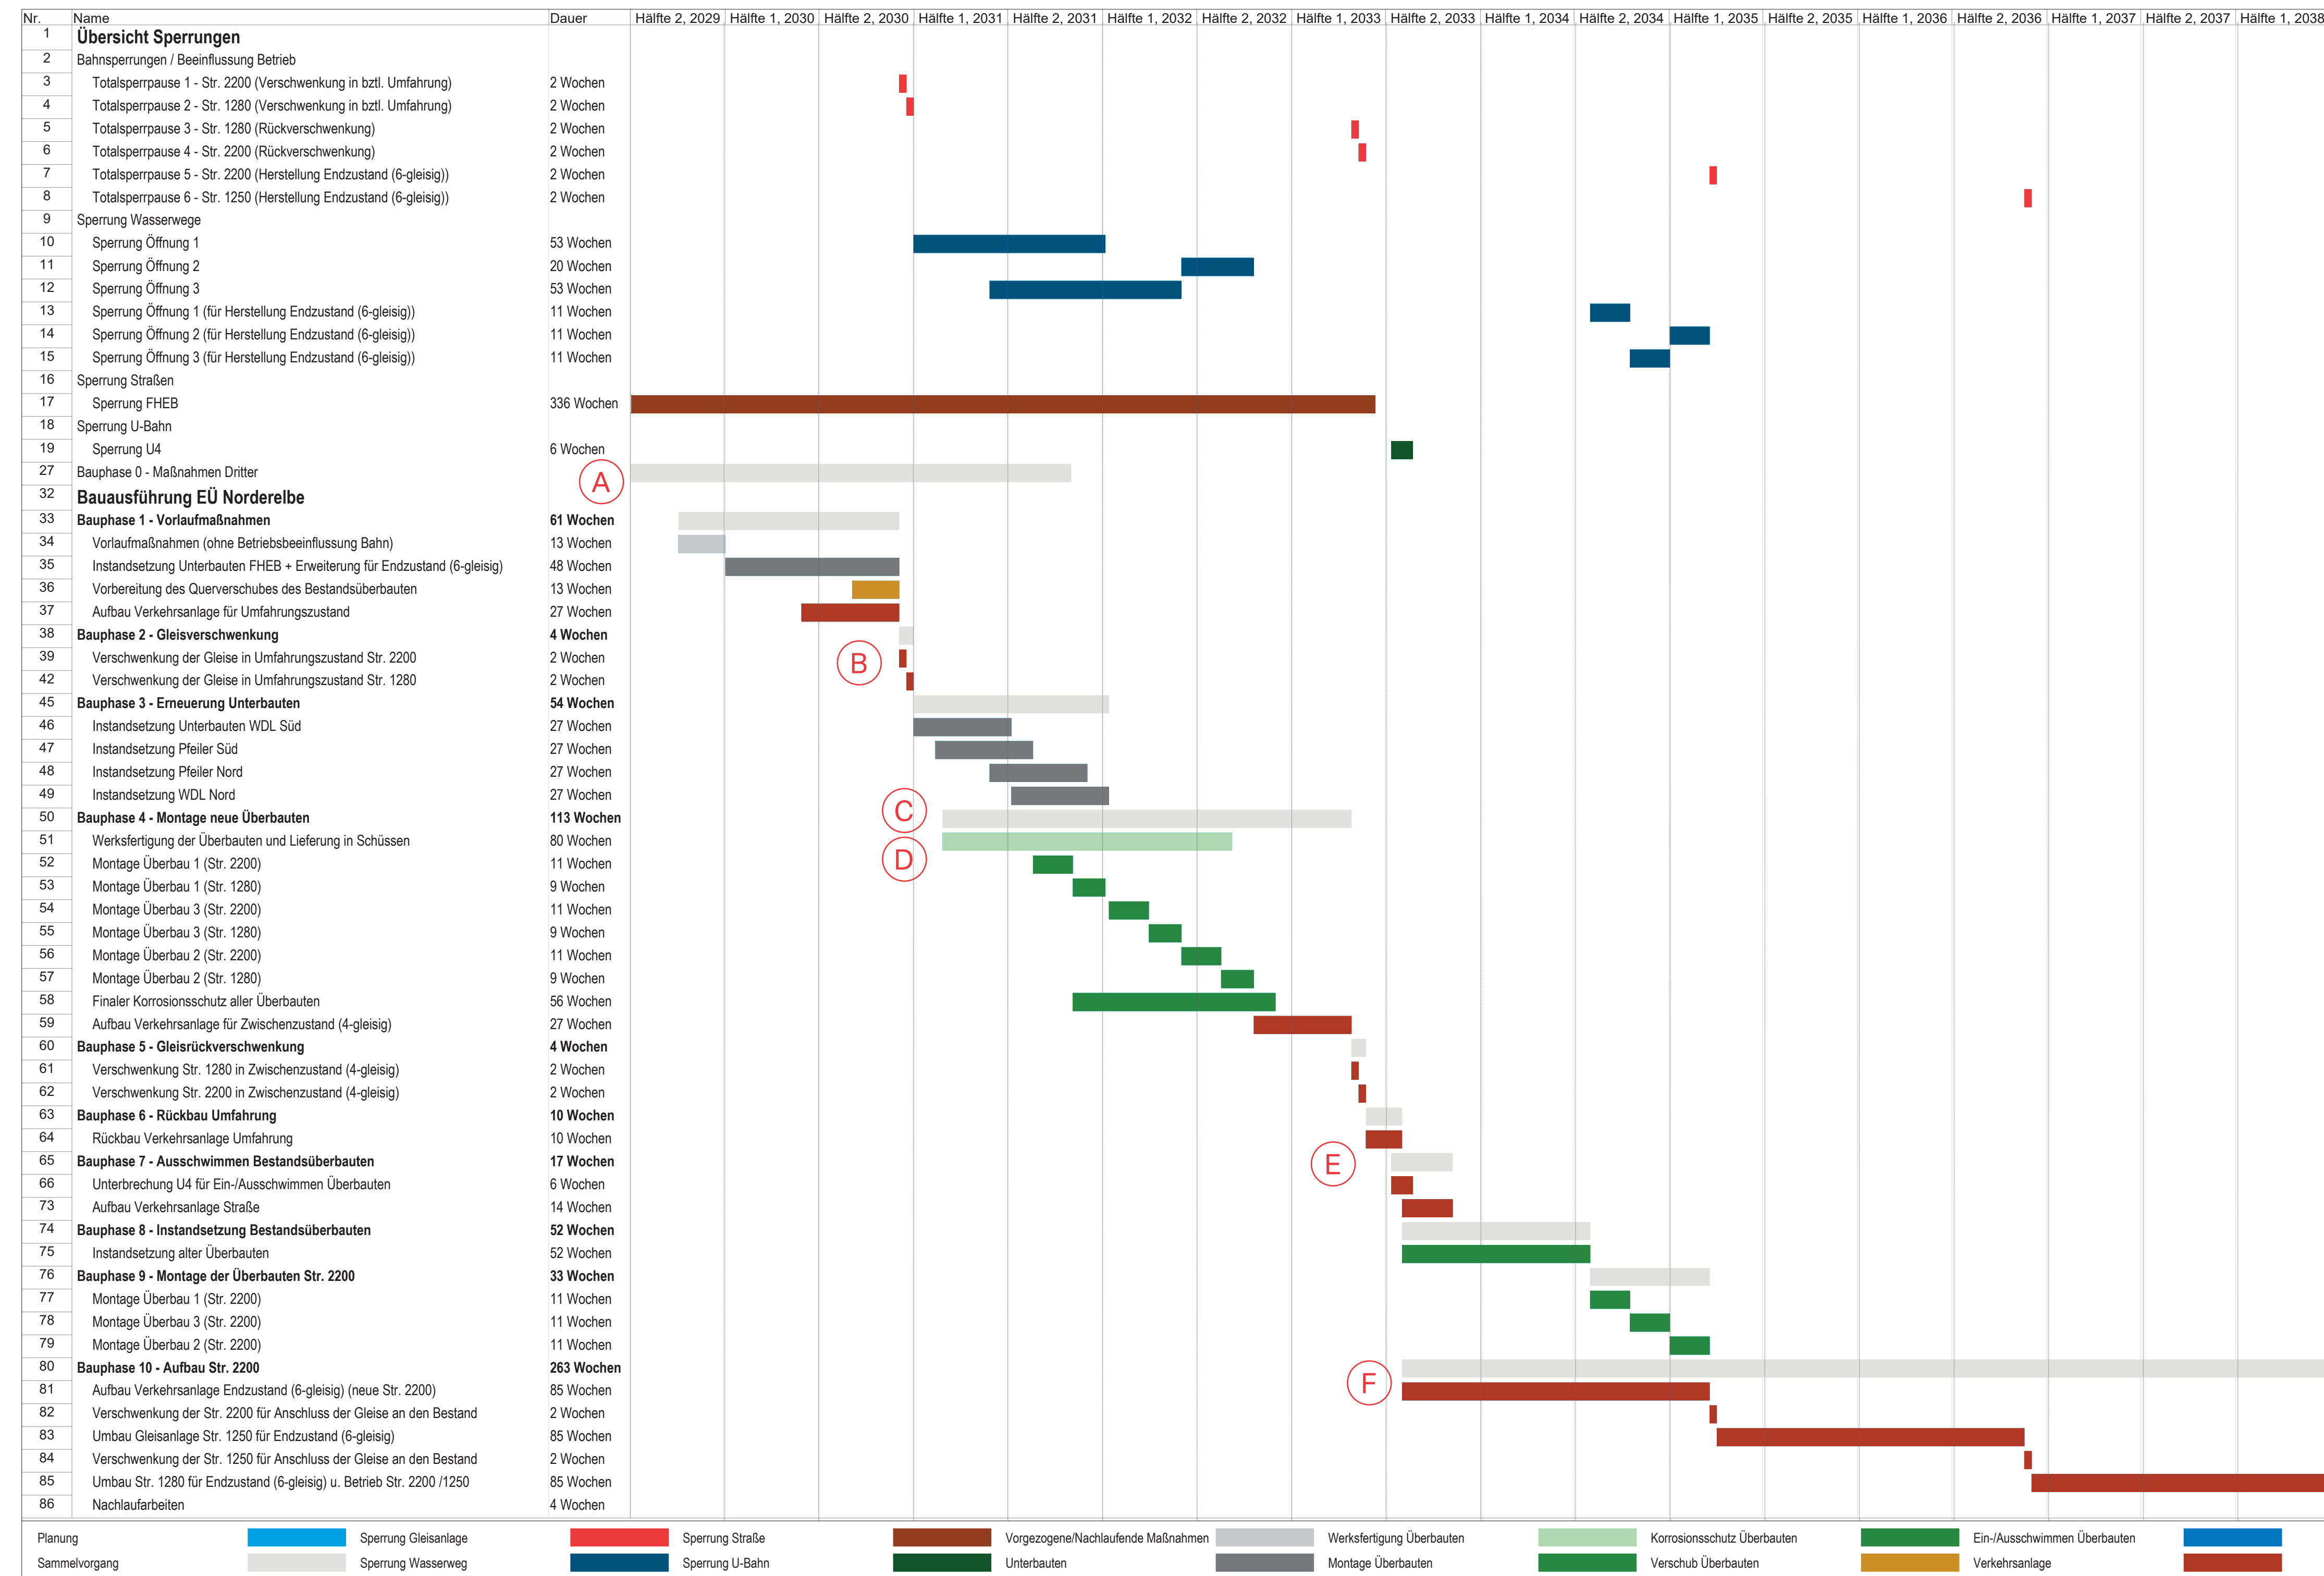 Nr. Name Dauer Hälfte 2, 2029 Hälfte 1, 2030 Hälfte 2, 2030 Hälfte 1, 2031 Hälfte 2, 2031 Hälfte 1, 2032 Hälfte 2, 2032 Hälfte 1, 2033 Hälfte 2, 2033 Hälfte 1, 2034 Hälfte 2, 2034 Hälfte 1, 2035 Hälfte 2, 2035 Hälfte 1, 2036 Hälfte 2, 2036 Hälfte 1, 2037 Hälfte 2, 2037 Hälfte 1, 2038
1 Übersicht Sperrungen
2 Bahnsperrungen / Beeinflussung Betrieb
3 Totalsperrpause 1 - Str. 2200 (Verschwenkung in bztl. Umfahrung) 2 Wochen
4 Totalsperrpause 2 - Str. 1280 (Verschwenkung in bztl. Umfahrung) 2 Wochen
5 Totalsperrpause 3 - Str. 1280 (Rückverschwenkung) 2 Wochen
6 Totalsperrpause 4 - Str. 2200 (Rückverschwenkung) 2 Wochen
7 Totalsperrpause 5 - Str. 2200 (Herstellung Endzustand (6-gleisig)) 2 Wochen
8 Totalsperrpause 6 - Str. 1250 (Herstellung Endzustand (6-gleisig)) 2 Wochen
9 Sperrung Wasserwege
10 Sperrung Öffnung 1 53 Wochen
11 Sperrung Öffnung 2 20 Wochen
12 Sperrung Öffnung 3 53 Wochen
13 Sperrung Öffnung 1 (für Herstellung Endzustand (6-gleisig)) 11 Wochen
14 Sperrung Öffnung 2 (für Herstellung Endzustand (6-gleisig)) 11 Wochen
15 Sperrung Öffnung 3 (für Herstellung Endzustand (6-gleisig)) 11 Wochen
16 Sperrung Straßen
17 Sperrung FHEB 336 Wochen
18 Sperrung U-Bahn
19 Sperrung U4 6 Wochen
27 Bauphase 0 - Maßnahmen Dritter
A
32 Bauausführung EÜ Norderelbe
33 Bauphase 1 - Vorlaufmaßnahmen 61 Wochen
34 Vorlaufmaßnahmen (ohne Betriebsbeeinflussung Bahn) 13 Wochen
35 Instandsetzung Unterbauten FHEB + Erweiterung für Endzustand (6-gleisig) 48 Wochen
36 Vorbereitung des Querverschubes des Bestandsüberbauten 13 Wochen
37 Aufbau Verkehrsanlage für Umfahrungszustand 27 Wochen
38 Bauphase 2 - Gleisverschwenkung 4 Wochen
39 Verschwenkung der Gleise in Umfahrungszustand Str. 2200 2 Wochen
B
42 Verschwenkung der Gleise in Umfahrungszustand Str. 1280 2 Wochen
45 Bauphase 3 - Erneuerung Unterbauten 54 Wochen
46 Instandsetzung Unterbauten WDL Süd 27 Wochen
47 Instandsetzung Pfeiler Süd 27 Wochen
48 Instandsetzung Pfeiler Nord 27 Wochen
49 Instandsetzung WDL Nord 27 Wochen
C
50 Bauphase 4 - Montage neue Überbauten 113 Wochen
51 Werksfertigung der Überbauten und Lieferung in Schüssen 80 Wochen
D
52 Montage Überbau 1 (Str. 2200) 11 Wochen
53 Montage Überbau 1 (Str. 1280) 9 Wochen
54 Montage Überbau 3 (Str. 2200) 11 Wochen
55 Montage Überbau 3 (Str. 1280) 9 Wochen
56 Montage Überbau 2 (Str. 2200) 11 Wochen
57 Montage Überbau 2 (Str. 1280) 9 Wochen
58 Finaler Korrosionsschutz aller Überbauten 56 Wochen
59 Aufbau Verkehrsanlage für Zwischenzustand (4-gleisig) 27 Wochen
60 Bauphase 5 - Gleisrückverschwenkung 4 Wochen
61 Verschwenkung Str. 1280 in Zwischenzustand (4-gleisig) 2 Wochen
62 Verschwenkung Str. 2200 in Zwischenzustand (4-gleisig) 2 Wochen
63 Bauphase 6 - Rückbau Umfahrung 10 Wochen
64 Rückbau Verkehrsanlage Umfahrung 10 Wochen
65 Bauphase 7 - Ausschwimmen Bestandsüberbauten 17 Wochen
E
66 Unterbrechung U4 für Ein-/Ausschwimmen Überbauten 6 Wochen
73 Aufbau Verkehrsanlage Straße 14 Wochen
74 Bauphase 8 - Instandsetzung Bestandsüberbauten 52 Wochen
75 Instandsetzung alter Überbauten 52 Wochen
76 Bauphase 9 - Montage der Überbauten Str. 2200 33 Wochen
77 Montage Überbau 1 (Str. 2200) 11 Wochen
78 Montage Überbau 3 (Str. 2200) 11 Wochen
79 Montage Überbau 2 (Str. 2200) 11 Wochen
80 Bauphase 10 - Aufbau Str. 2200 263 Wochen
F
81 Aufbau Verkehrsanlage Endzustand (6-gleisig) (neue Str. 2200) 85 Wochen
82 Verschwenkung der Str. 2200 für Anschluss der Gleise an den Bestand 2 Wochen
83 Umbau Gleisanlage Str. 1250 für Endzustand (6-gleisig) 85 Wochen
84 Verschwenkung der Str. 1250 für Anschluss der Gleise an den Bestand 2 Wochen
85 Umbau Str. 1280 für Endzustand (6-gleisig) u. Betrieb Str. 2200 /1250 85 Wochen
86 Nachlaufarbeiten 4 Wochen
Planung Sperrung Gleisanlage Sperrung Straße Vorgezogene/Nachlaufende Maßnahmen Werksfertigung Überbauten Korrosionsschutz Überbauten Ein-/Ausschwimmen Überbauten
Sammelvorgang Sperrung Wasserweg Sperrung U-Bahn Unterbauten Montage Überbauten Verschub Überbauten Verkehrsanlage